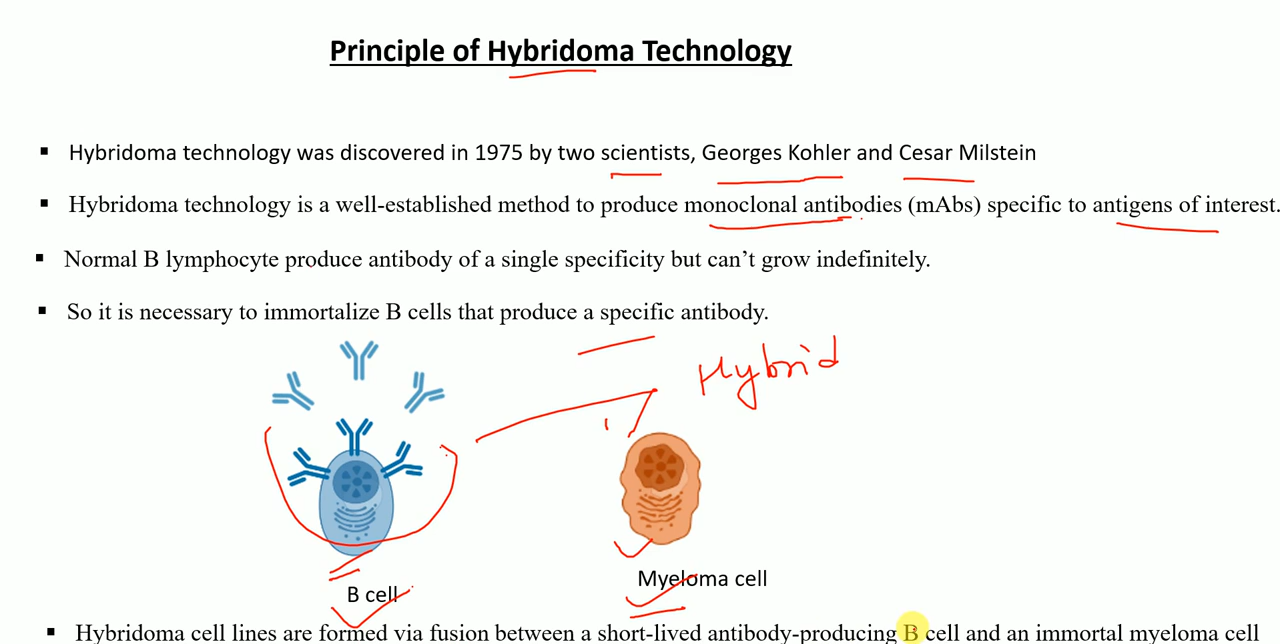 Principle of Hybridoma Technology
▪ Hybridoma technology was discovered in 1975 by two scientists, Georges Kohler and Cesar Milstein
▪ Hybridoma technology is a well-established method to produce monoclonal antibodies (mAbs) specific to antigens of interest.
▪ Normal B lymphocyte produce antibody of a single specificity but can't grow indefinitely.
▪ So it is necessary to immortalize B cells that produce a specific antibody.
Hybrid
Myeloma cell
B cell
▪ Hybridoma cell lines are formed via fusion between a short-lived antibody-producing B cell and an immortal myeloma cell